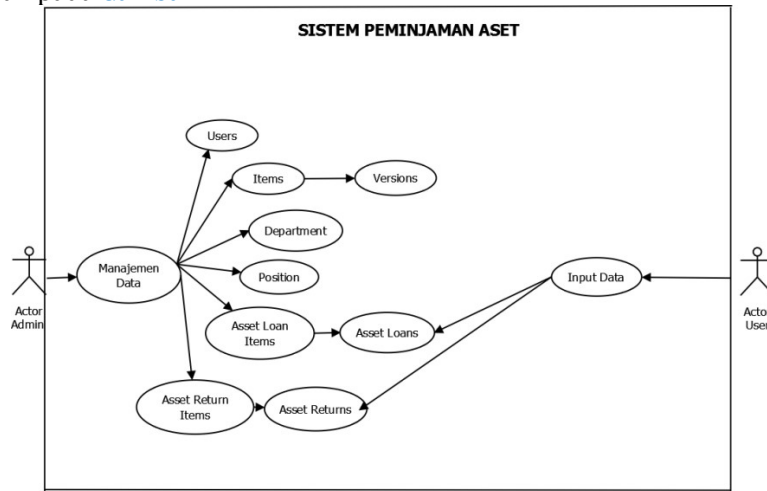 SISTEM PEMINJAMAN ASET
Users
Items
Versions
Department
Manajemen
Data
Position
Input Data
Actor
Admin
Actor
User
Asset Loan
Items
Asset Loans
Asset Return
Items
Asset Returns